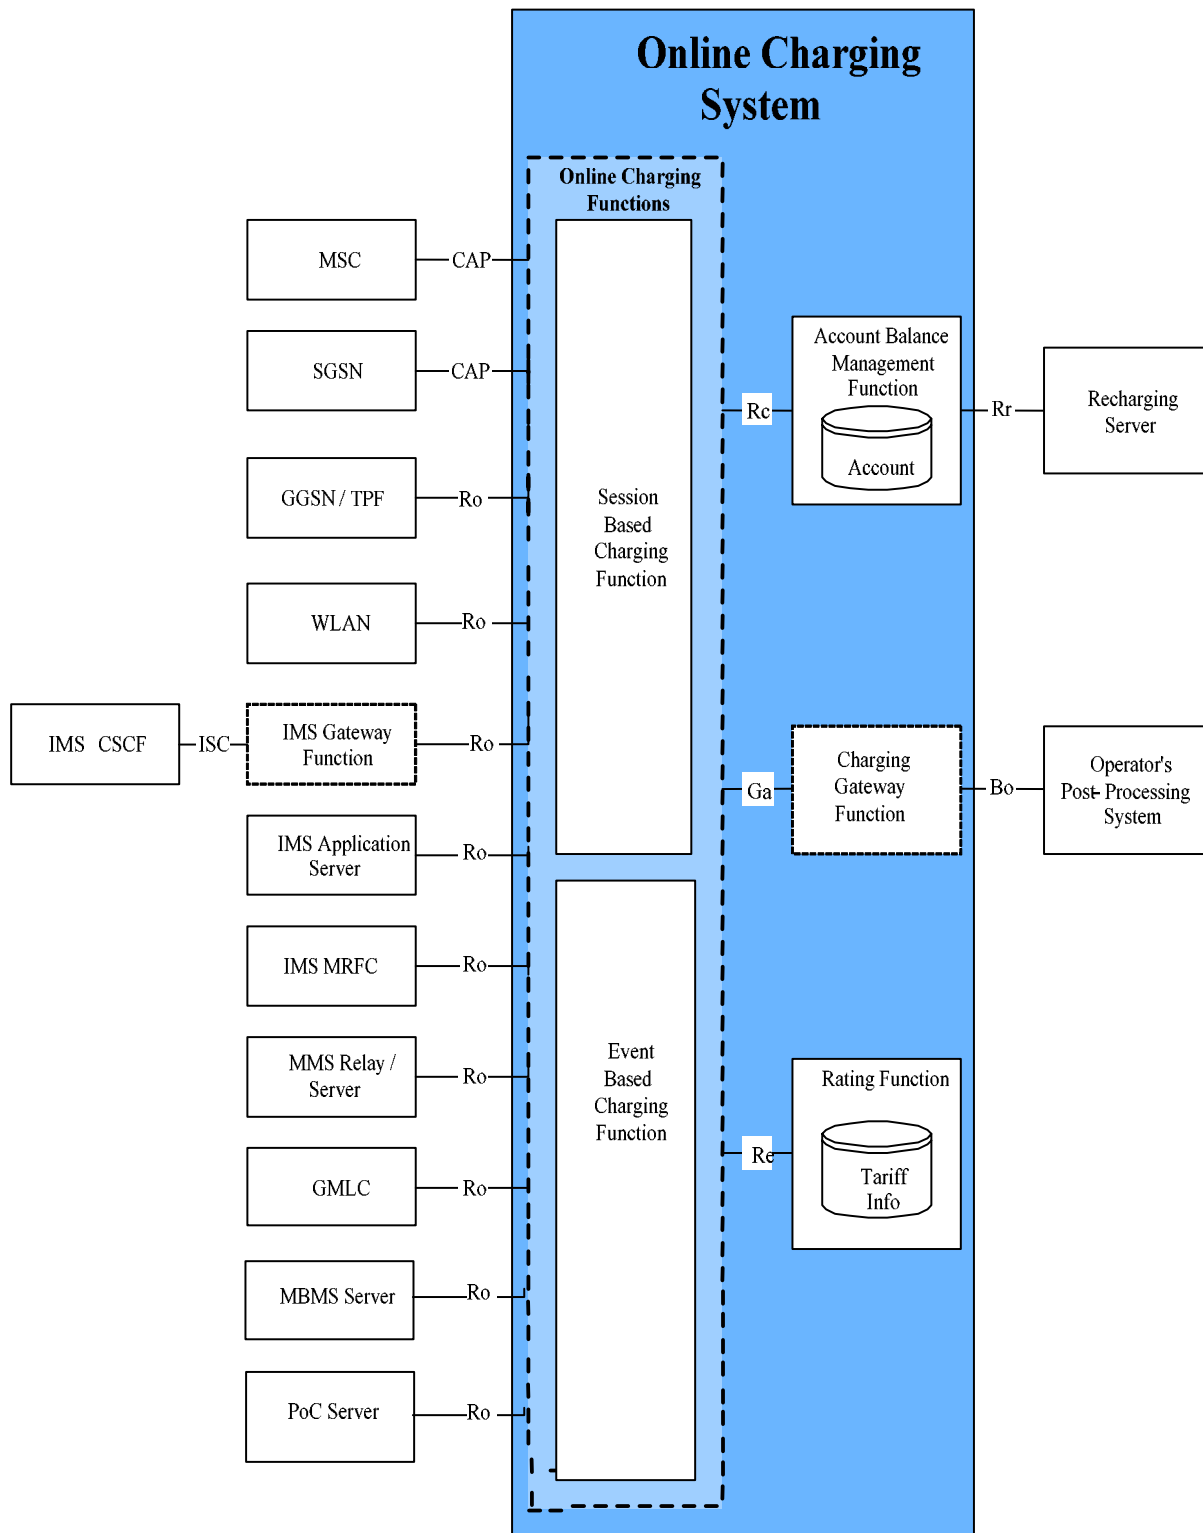 Online Charging
System
Online Charging
Functions
MSC
CAP
SGSN
CAP
GGSN / TPF
Ro
WLAN
Ro
IMS CSCF
ISC
IMS Gateway
Function
Ro
IMS Application
Server
Ro
IMS MRFC
Ro
MMS Relay /
Server
Ro
GMLC
Ro
MBMS Server
Ro
PoC Server
Ro
Session
Based
Charging
Function
Event
Based
Charging
Function
Rc
Account Balance
Management
Function
Account
Rr
Recharging
Server
Ga
Charging
Gateway
Function
Bo
Operator's
Post- Processing
System
Re
Rating Function
Tariff
Info